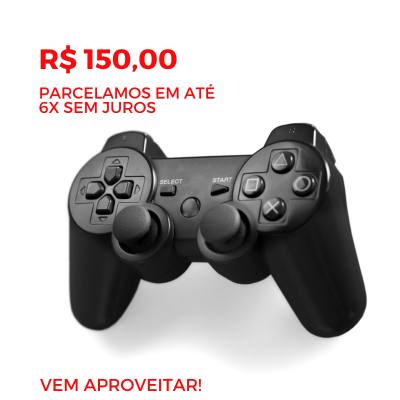 R$ 150,00
PARCELAMOS EM ATÉ
6X SEM JUROS
SELECT
START
VEM APROVEITAR!